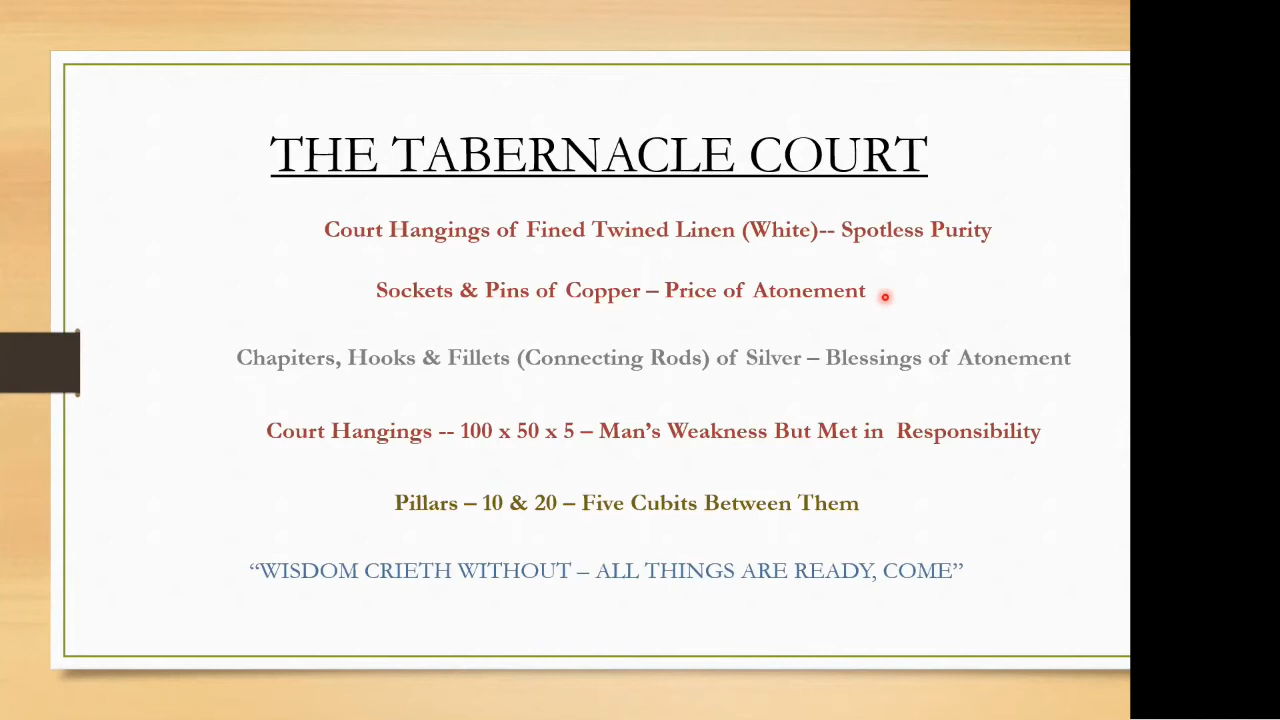 THE TABERNACLE COURT
Court Hangings of Fined Twined Linen (White)-- Spotless Purity
Sockets & Pins of Copper – Price of Atonement
Chapiters, Hooks & Fillets (Connecting Rods) of Silver – Blessings of Atonement
Court Hangings -- 100 x 50 x 5 – Man’s Weakness But Met in Responsibility
Pillars – 10 & 20 – Five Cubits Between Them
“WISDOM CRIETH WITHOUT – ALL THINGS ARE READY, COME”